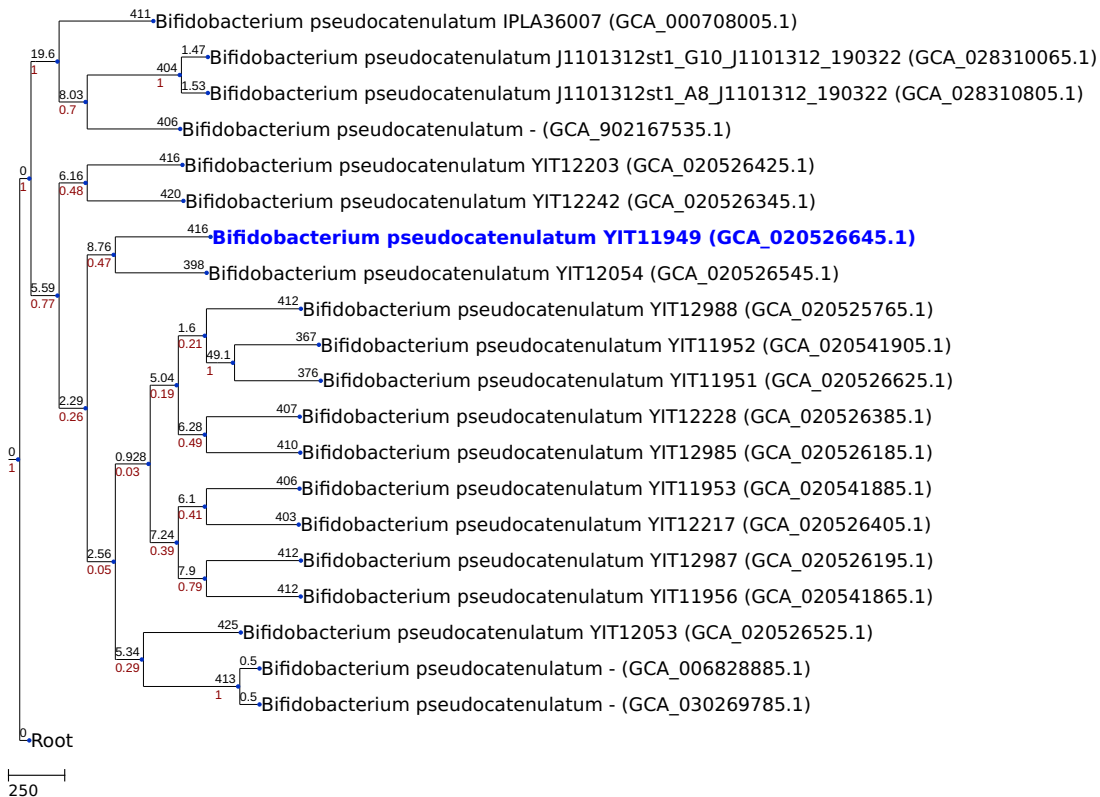 411 Bifidobacterium pseudocatenulatum IPLA36007 (GCA_000708005.1)
19.6
1
1.47 Bifidobacterium pseudocatenulatum J1101312st1_G10_J1101312_190322 (GCA_028310065.1)
404
1
1.53 Bifidobacterium pseudocatenulatum J1101312st1_A8_J1101312_190322 (GCA_028310805.1)
8.03
0.7
406 Bifidobacterium pseudocatenulatum - (GCA_902167535.1)
416 Bifidobacterium pseudocatenulatum YIT12203 (GCA_020526425.1)
0
1
6.16
0.48
420 Bifidobacterium pseudocatenulatum YIT12242 (GCA_020526345.1)
416 Bifidobacterium pseudocatenulatum YIT11949 (GCA_020526645.1)
8.76
0.47
398 Bifidobacterium pseudocatenulatum YIT12054 (GCA_020526545.1)
5.59
0.77
412 Bifidobacterium pseudocatenulatum YIT12988 (GCA_020525765.1)
1.6
0.21
367 Bifidobacterium pseudocatenulatum YIT11952 (GCA_020541905.1)
49.1
1
376 Bifidobacterium pseudocatenulatum YIT11951 (GCA_020526625.1)
5.04
0.19
2.29
0.26
407 Bifidobacterium pseudocatenulatum YIT12228 (GCA_020526385.1)
6.28
0.49
410 Bifidobacterium pseudocatenulatum YIT12985 (GCA_020526185.1)
0
1
0.928
0.03
406 Bifidobacterium pseudocatenulatum YIT11953 (GCA_020541885.1)
6.1
0.41
403 Bifidobacterium pseudocatenulatum YIT12217 (GCA_020526405.1)
7.24
0.39
412 Bifidobacterium pseudocatenulatum YIT12987 (GCA_020526195.1)
2.56
0.05
7.9
0.79
412 Bifidobacterium pseudocatenulatum YIT11956 (GCA_020541865.1)
425 Bifidobacterium pseudocatenulatum YIT12053 (GCA_020526525.1)
5.34
0.29
0.5 Bifidobacterium pseudocatenulatum - (GCA_006828885.1)
413
1
0.5 Bifidobacterium pseudocatenulatum - (GCA_030269785.1)
0 Root
250